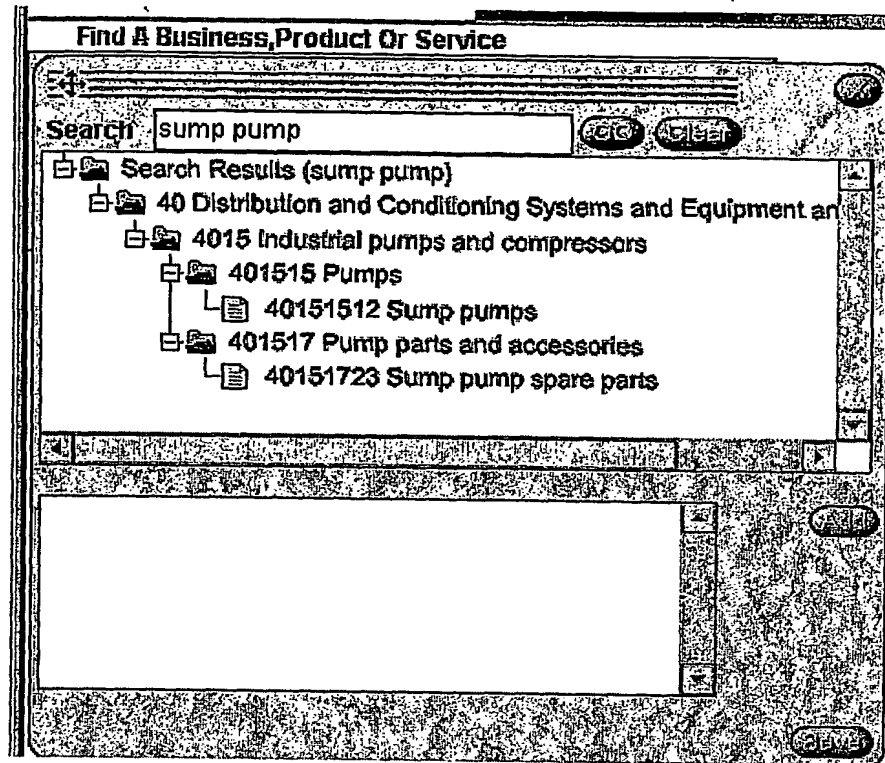 Find A Business,Product Or Service
Search sump pump GO Clear
Search Results (sump pump)
40 Distribution and Conditioning Systems and Equipment an
4015 Industrial pumps and compressors
401515 Pumps
40151512 Sump pumps
401517 Pump parts and accessories
40151723 Sump pump spare parts
Add